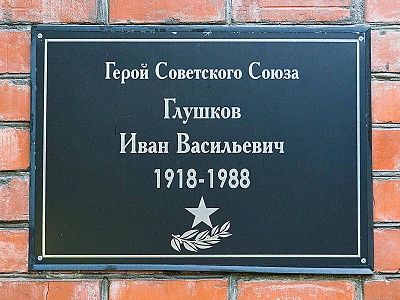 Герой Советского Союза
Глушков
Иван Васильевич
1918-1988